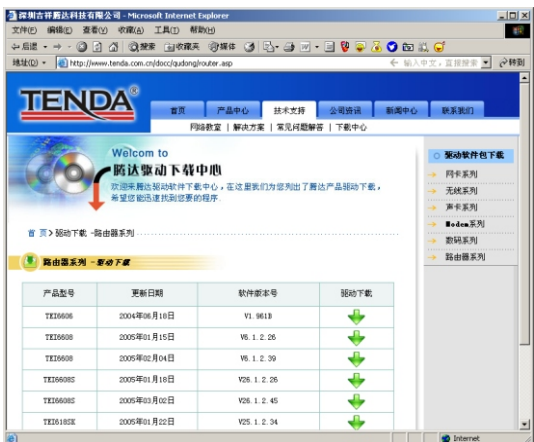 深圳吉祥腾达科技有限公司 - Microsoft Internet Explorer
文件(F) 编辑(E) 查看(V) 收藏(A) 工具(T) 帮助(H)
后退 搜索 收藏夹 媒体
地址(D) http://www.tenda.com.cn/docc/qudong/router.asp 输入中文，直接搜索 转到
TENDA®
首页 产品中心 技术支持 公司资讯 新闻中心 联系我们
网络教室 | 解决方案 | 常见问题解答 | 下载中心
Welcom to
腾达驱动下载中心
欢迎来腾达驱动软件下载中心，在这里我们为您列出了腾达产品驱动下载，
希望您能迅速找到您要的程序.
驱动软件包下载
网卡系列
无线系列
声卡系列
Modem系列
数码系列
路由器系列
首 页>驱动下载 -路由器系列
路由器系列 -驱动下载
产品型号 更新日期 软件版本号 驱动下载
TEI6606 2004年06月18日 V1.961B
TEI6608 2005年01月15日 V6.1.2.26
TEI6608 2005年02月04日 V6.1.2.39
TEI6608S 2005年01月18日 V26.1.2.26
TEI6608S 2005年03月02日 V26.1.2.45
TEI618SK 2005年01月22日 V25.1.2.34
Internet